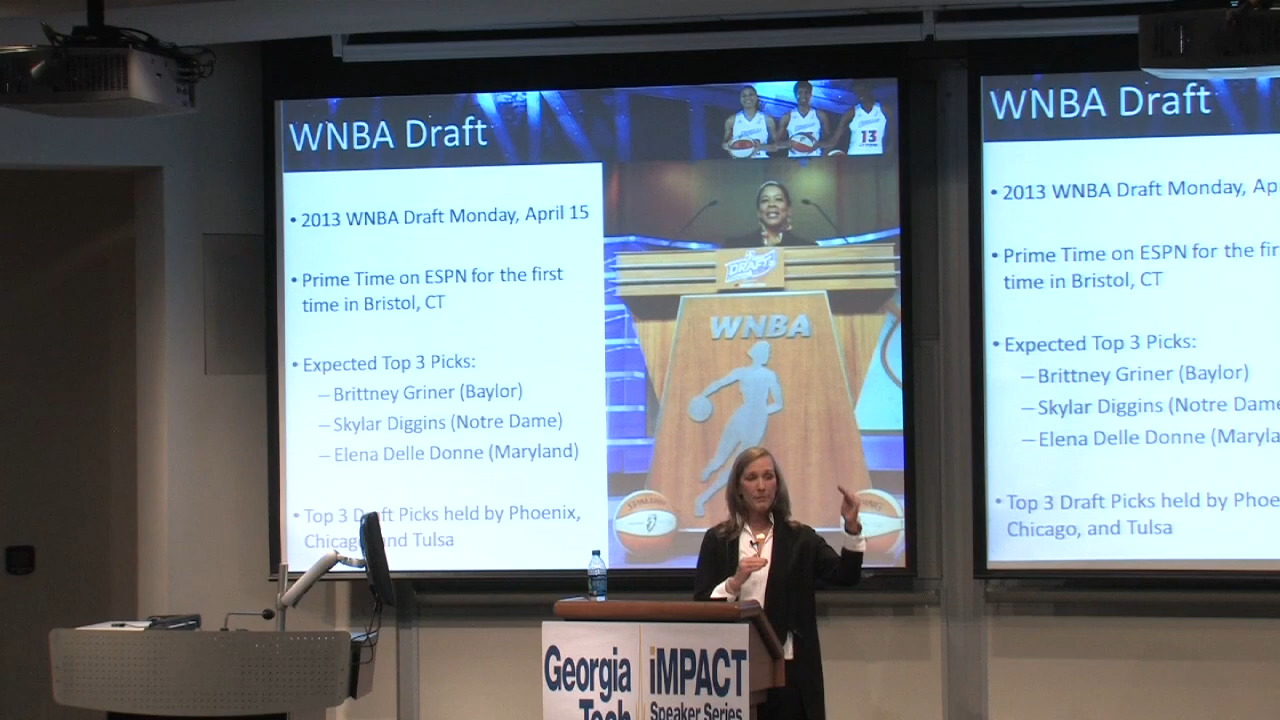 WNBA Draft
• 2013 WNBA Draft Monday, April 15
• Prime Time on ESPN for the first
time in Bristol, CT
• Expected Top 3 Picks:
– Brittney Griner (Baylor)
– Skylar Diggins (Notre Dame)
– Elena Delle Donne (Maryland)
• Top 3 Draft Picks held by Phoenix,
Chicago, and Tulsa
13
DRAFT
WNBA
SPALDING
WNBA Draft
• 2013 WNBA Draft Monday, Ap
• Prime Time on ESPN for the fir
time in Bristol, CT
• Expected Top 3 Picks:
– Brittney Griner (Baylor)
– Skylar Diggins (Notre Dame
– Elena Delle Donne (Maryla
• Top 3 Draft Picks held by Phoe
Chicago, and Tulsa
Georgia
Tech
iMPACT
Speaker Series